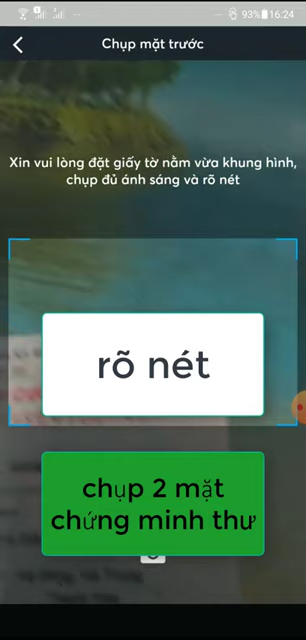 93% 16:24
Chụp mặt trước
Xin vui lòng đặt giấy tờ nằm vừa khung hình,
chụp đủ ánh sáng và rõ nét
rõ nét
chụp 2 mặt
chứng minh thư